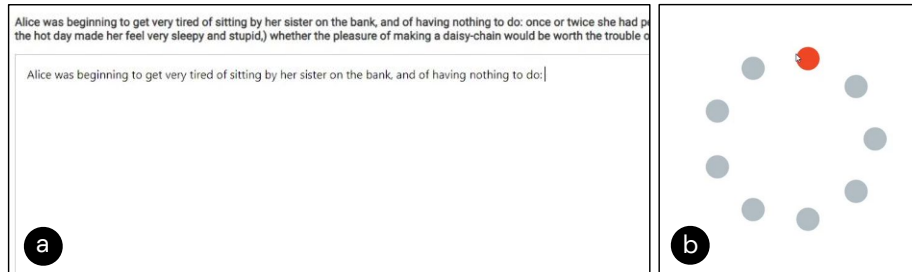 Alice was beginning to get very tired of sitting by her sister on the bank, and of having nothing to do: once or twice she had
the hot day made her feel very sleepy and stupid,) whether the pleasure of making a daisy-chain would be worth the trouble
Alice was beginning to get very tired of sitting by her sister on the bank, and of having nothing to do:
a
b